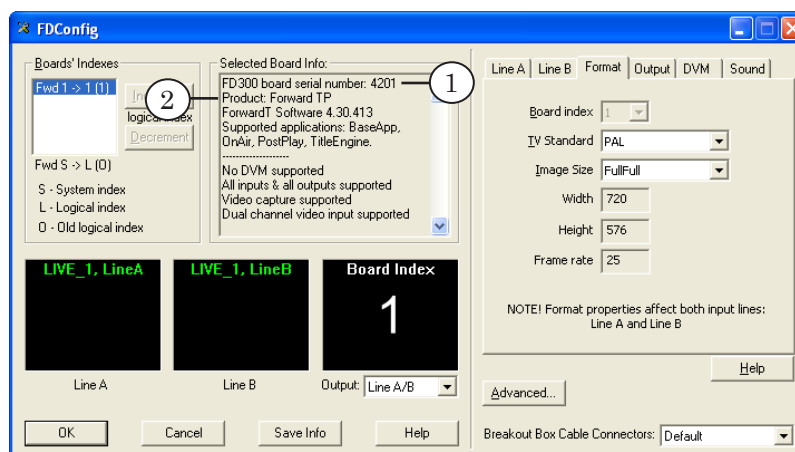 FDConfig
Boards' Indexes
Fwd 1 -> 1 (1)
logical index
Decrement
Fwd S -> L (O)
S - System index
L - Logical index
O - Old logical index
Selected Board Info:
FD300 board serial number: 4201
Product: Forward TP
ForwardT Software 4.30.413
Supported applications: BaseApp,
OnAir, PostPlay, TitleEngine.
--------------------
No DVM supported
All inputs & all outputs supported
Video capture supported
Dual channel video input supported
1
2
LIVE_1, LineA
LIVE_1, LineB
Board Index
1
Line A
Line B
Output: Line A/B
OK
Cancel
Save Info
Help
Line A Line B Format Output DVM Sound
Board index 1
TV Standard PAL
Image Size FullFull
Width 720
Height 576
Frame rate 25
NOTE! Format properties affect both input lines:
Line A and Line B
Help
Advanced...
Breakout Box Cable Connectors: Default